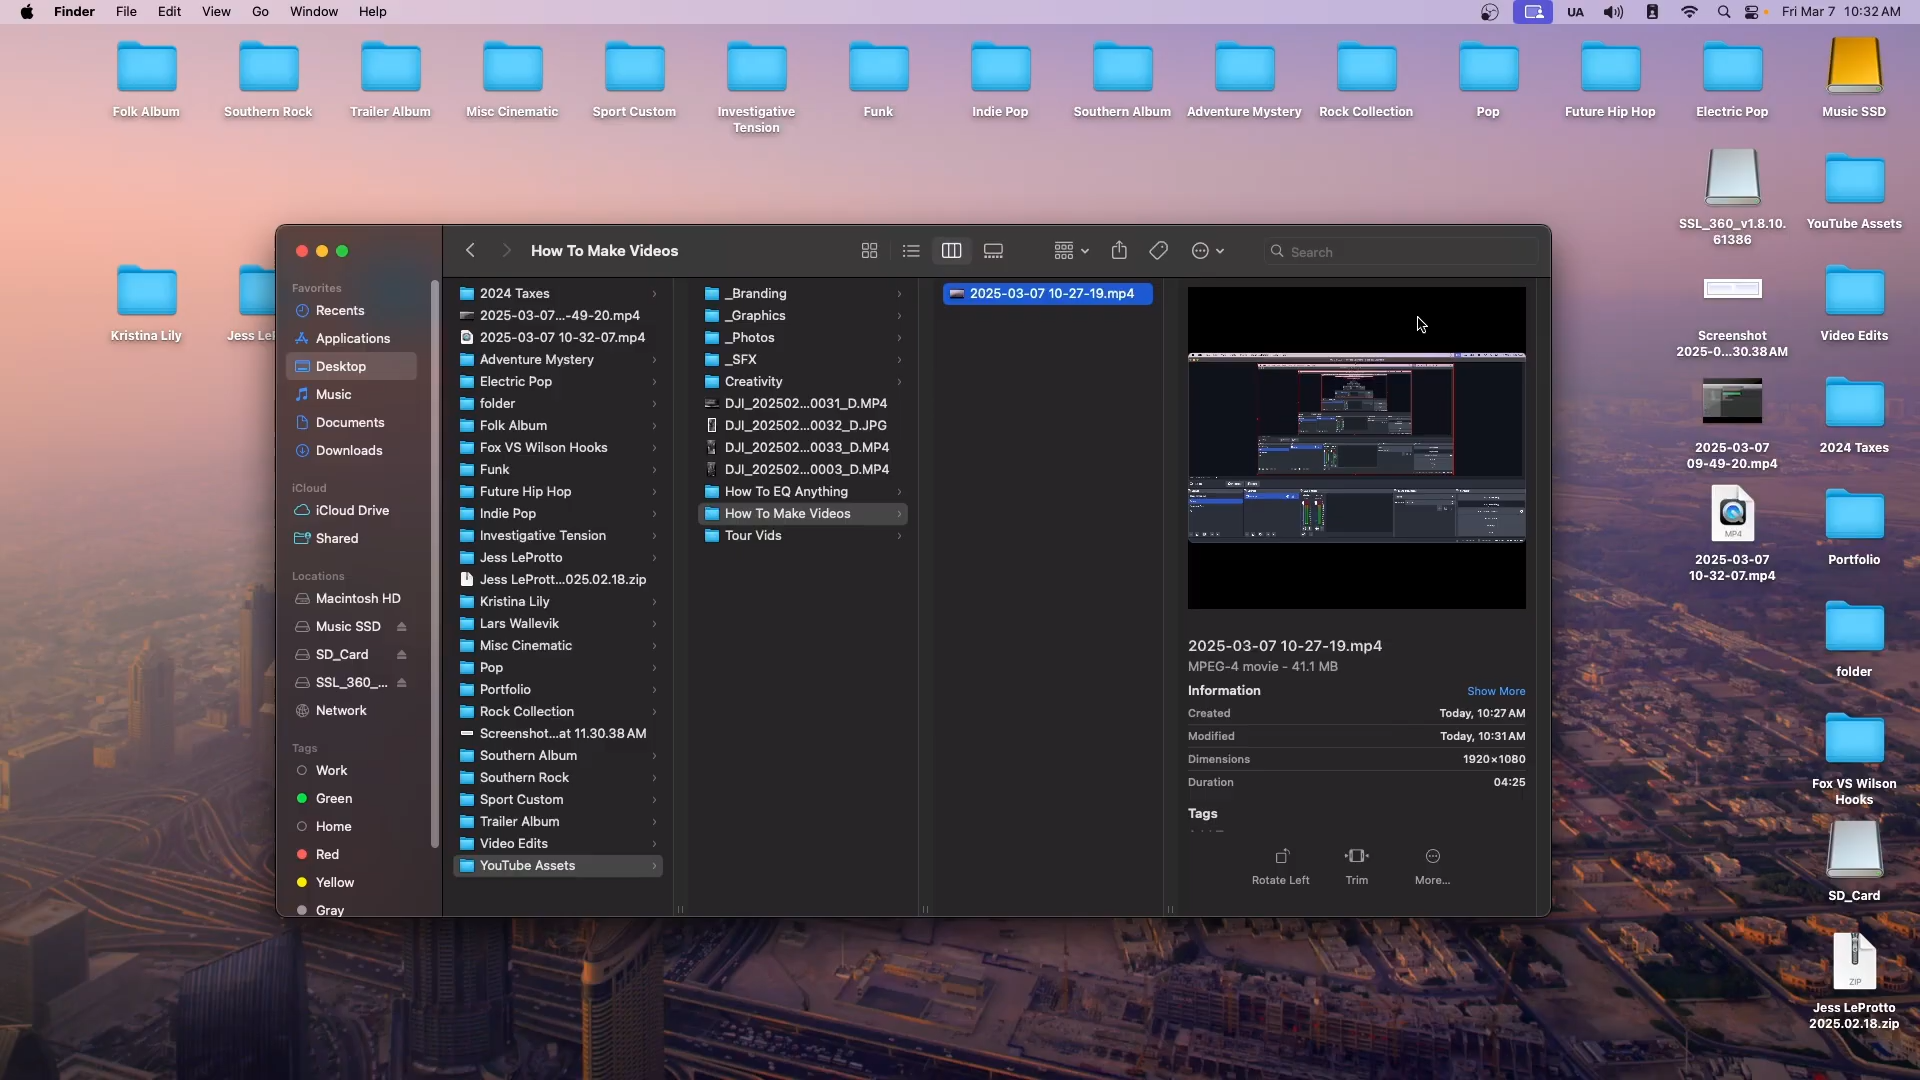 Finder File Edit View Go Window Help UA Fri Mar 7 10:32 AM
Folk Album
Southern Rock
Trailer Album
Misc Cinematic
Sport Custom
Investigative
Tension
Funk
Indie Pop
Southern Album
Adventure Mystery
Rock Collection
Pop
Future Hip Hop
Electric Pop
Music SSD
SSL_360_v1.8.10.
61386
YouTube Assets
Kristina Lily
Jess LeP
Screenshot
2025-0...30.38 AM
Video Edits
2025-03-07
09-49-20.mp4
2024 Taxes
MP4
2025-03-07
10-32-07.mp4
Portfolio
folder
Fox VS Wilson
Hooks
SD_Card
ZIP
Jess LeProtto
2025.02.18.zip
How To Make Videos
Search
Favorites
Recents
Applications
Desktop
Music
Documents
Downloads
iCloud
iCloud Drive
Shared
Locations
Macintosh HD
Music SSD
SD_Card
SSL_360_...
Network
Tags
Work
Green
Home
Red
Yellow
Gray
2024 Taxes
2025-03-07...-49-20.mp4
2025-03-07 10-32-07.mp4
Adventure Mystery
Electric Pop
folder
Folk Album
Fox VS Wilson Hooks
Funk
Future Hip Hop
Indie Pop
Investigative Tension
Jess LeProtto
Jess LePrott...025.02.18.zip
Kristina Lily
Lars Wallevik
Misc Cinematic
Pop
Portfolio
Rock Collection
Screenshot...at 11.30.38 AM
Southern Album
Southern Rock
Sport Custom
Trailer Album
Video Edits
YouTube Assets
_Branding
_Graphics
_Photos
_SFX
Creativity
DJI_202502...0031_D.MP4
DJI_202502...0032_D.JPG
DJI_202502...0033_D.MP4
DJI_202502...0003_D.MP4
How To EQ Anything
How To Make Videos
Tour Vids
2025-03-07 10-27-19.mp4
2025-03-07 10-27-19.mp4
MPEG-4 movie - 41.1 MB
Information Show More
Created Today, 10:27 AM
Modified Today, 10:31 AM
Dimensions 1920×1080
Duration 04:25
Tags
Rotate Left
Trim
More...